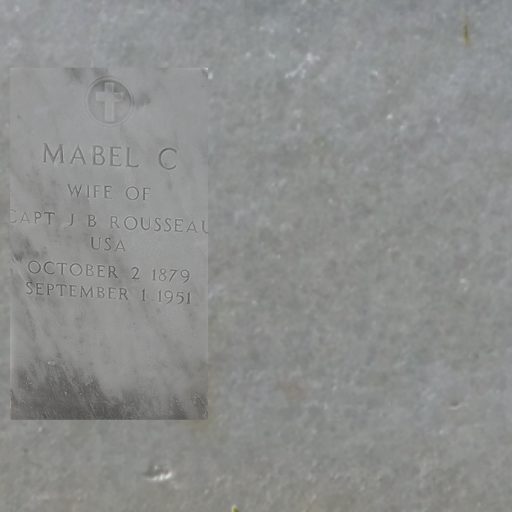 MABEL C
WIFE OF
CAPT J B ROUSSEAU
USA
OCTOBER 2 1879
SEPTEMBER 1 1951